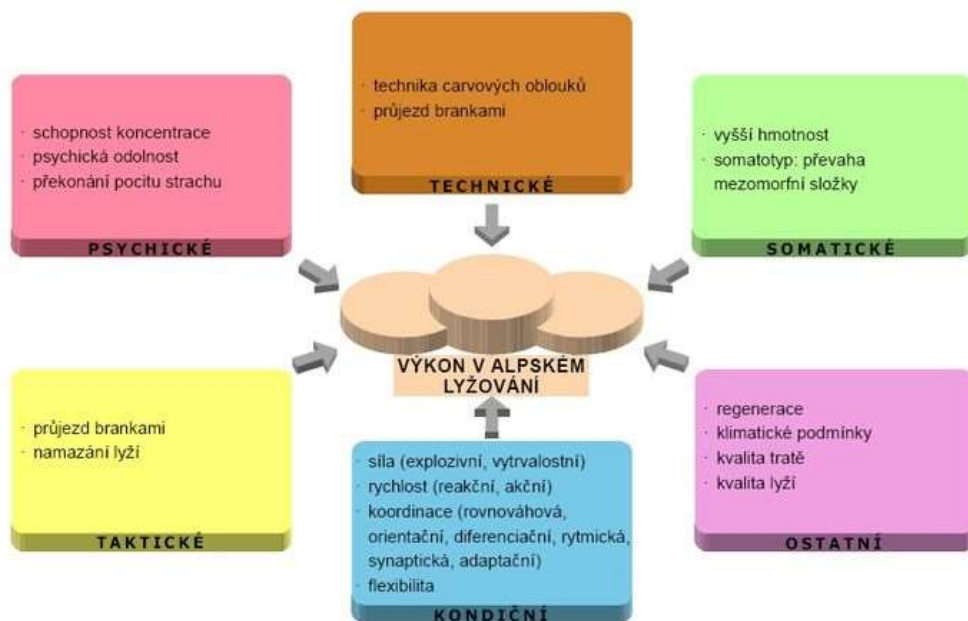 · technika carvových oblouků
· průjezd brankami
TECHNICKÉ
· schopnost koncentrace
· psychická odolnost
· překonání pocitu strachu
PSYCHICKÉ
· vyšší hmotnost
· somatotyp: převaha
mezomorfní složky
SOMATICKÉ
VÝKON V ALPSKÉM
LYŽOVÁNÍ
· průjezd brankami
· namazání lyží
TAKTICKÉ
· síla (explozivní, vytrvalostní)
· rychlost (reakční, akční)
· koordinace (rovnováhová,
orientační, diferenciační, rytmická,
synaptická, adaptační)
· flexibilita
KONDIČNÍ
· regenerace
· klimatické podmínky
· kvalita tratě
· kvalita lyží
OSTATNÍ